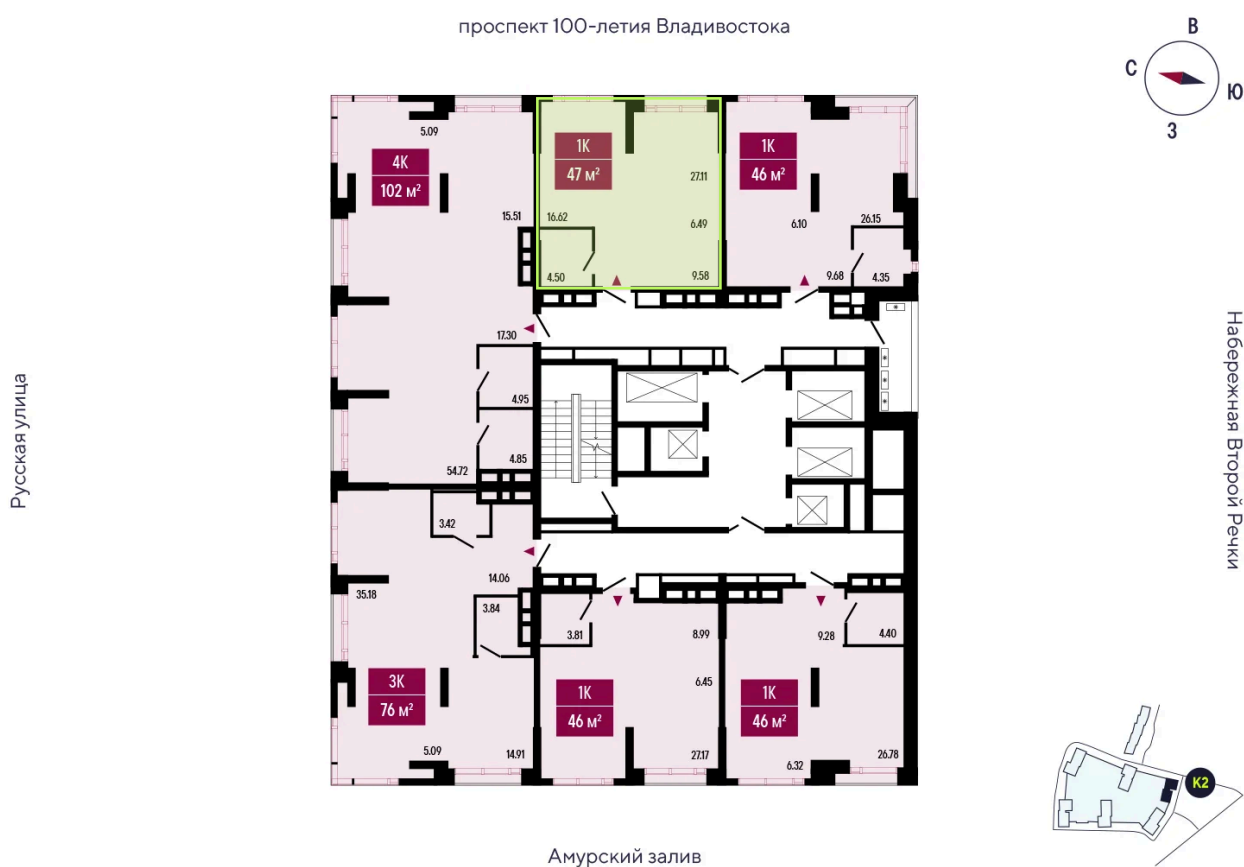 проспект 100-летия Владивостока
В
С
Ю
З
5.09
4К
102 м²
15.51
1К
47 м²
27.11
16.62
6.49
4.50
9.58
1К
46 м²
6.10
26.15
9.68
4.35
17.30
4.95
4.85
54.72
Русская улица
Набережная Второй Речки
3.42
14.06
35.18
3.84
3К
76 м²
5.09
14.91
3.81
8.99
6.45
1К
46 м²
27.17
9.28
4.40
1К
46 м²
6.32
26.78
К2
Амурский залив